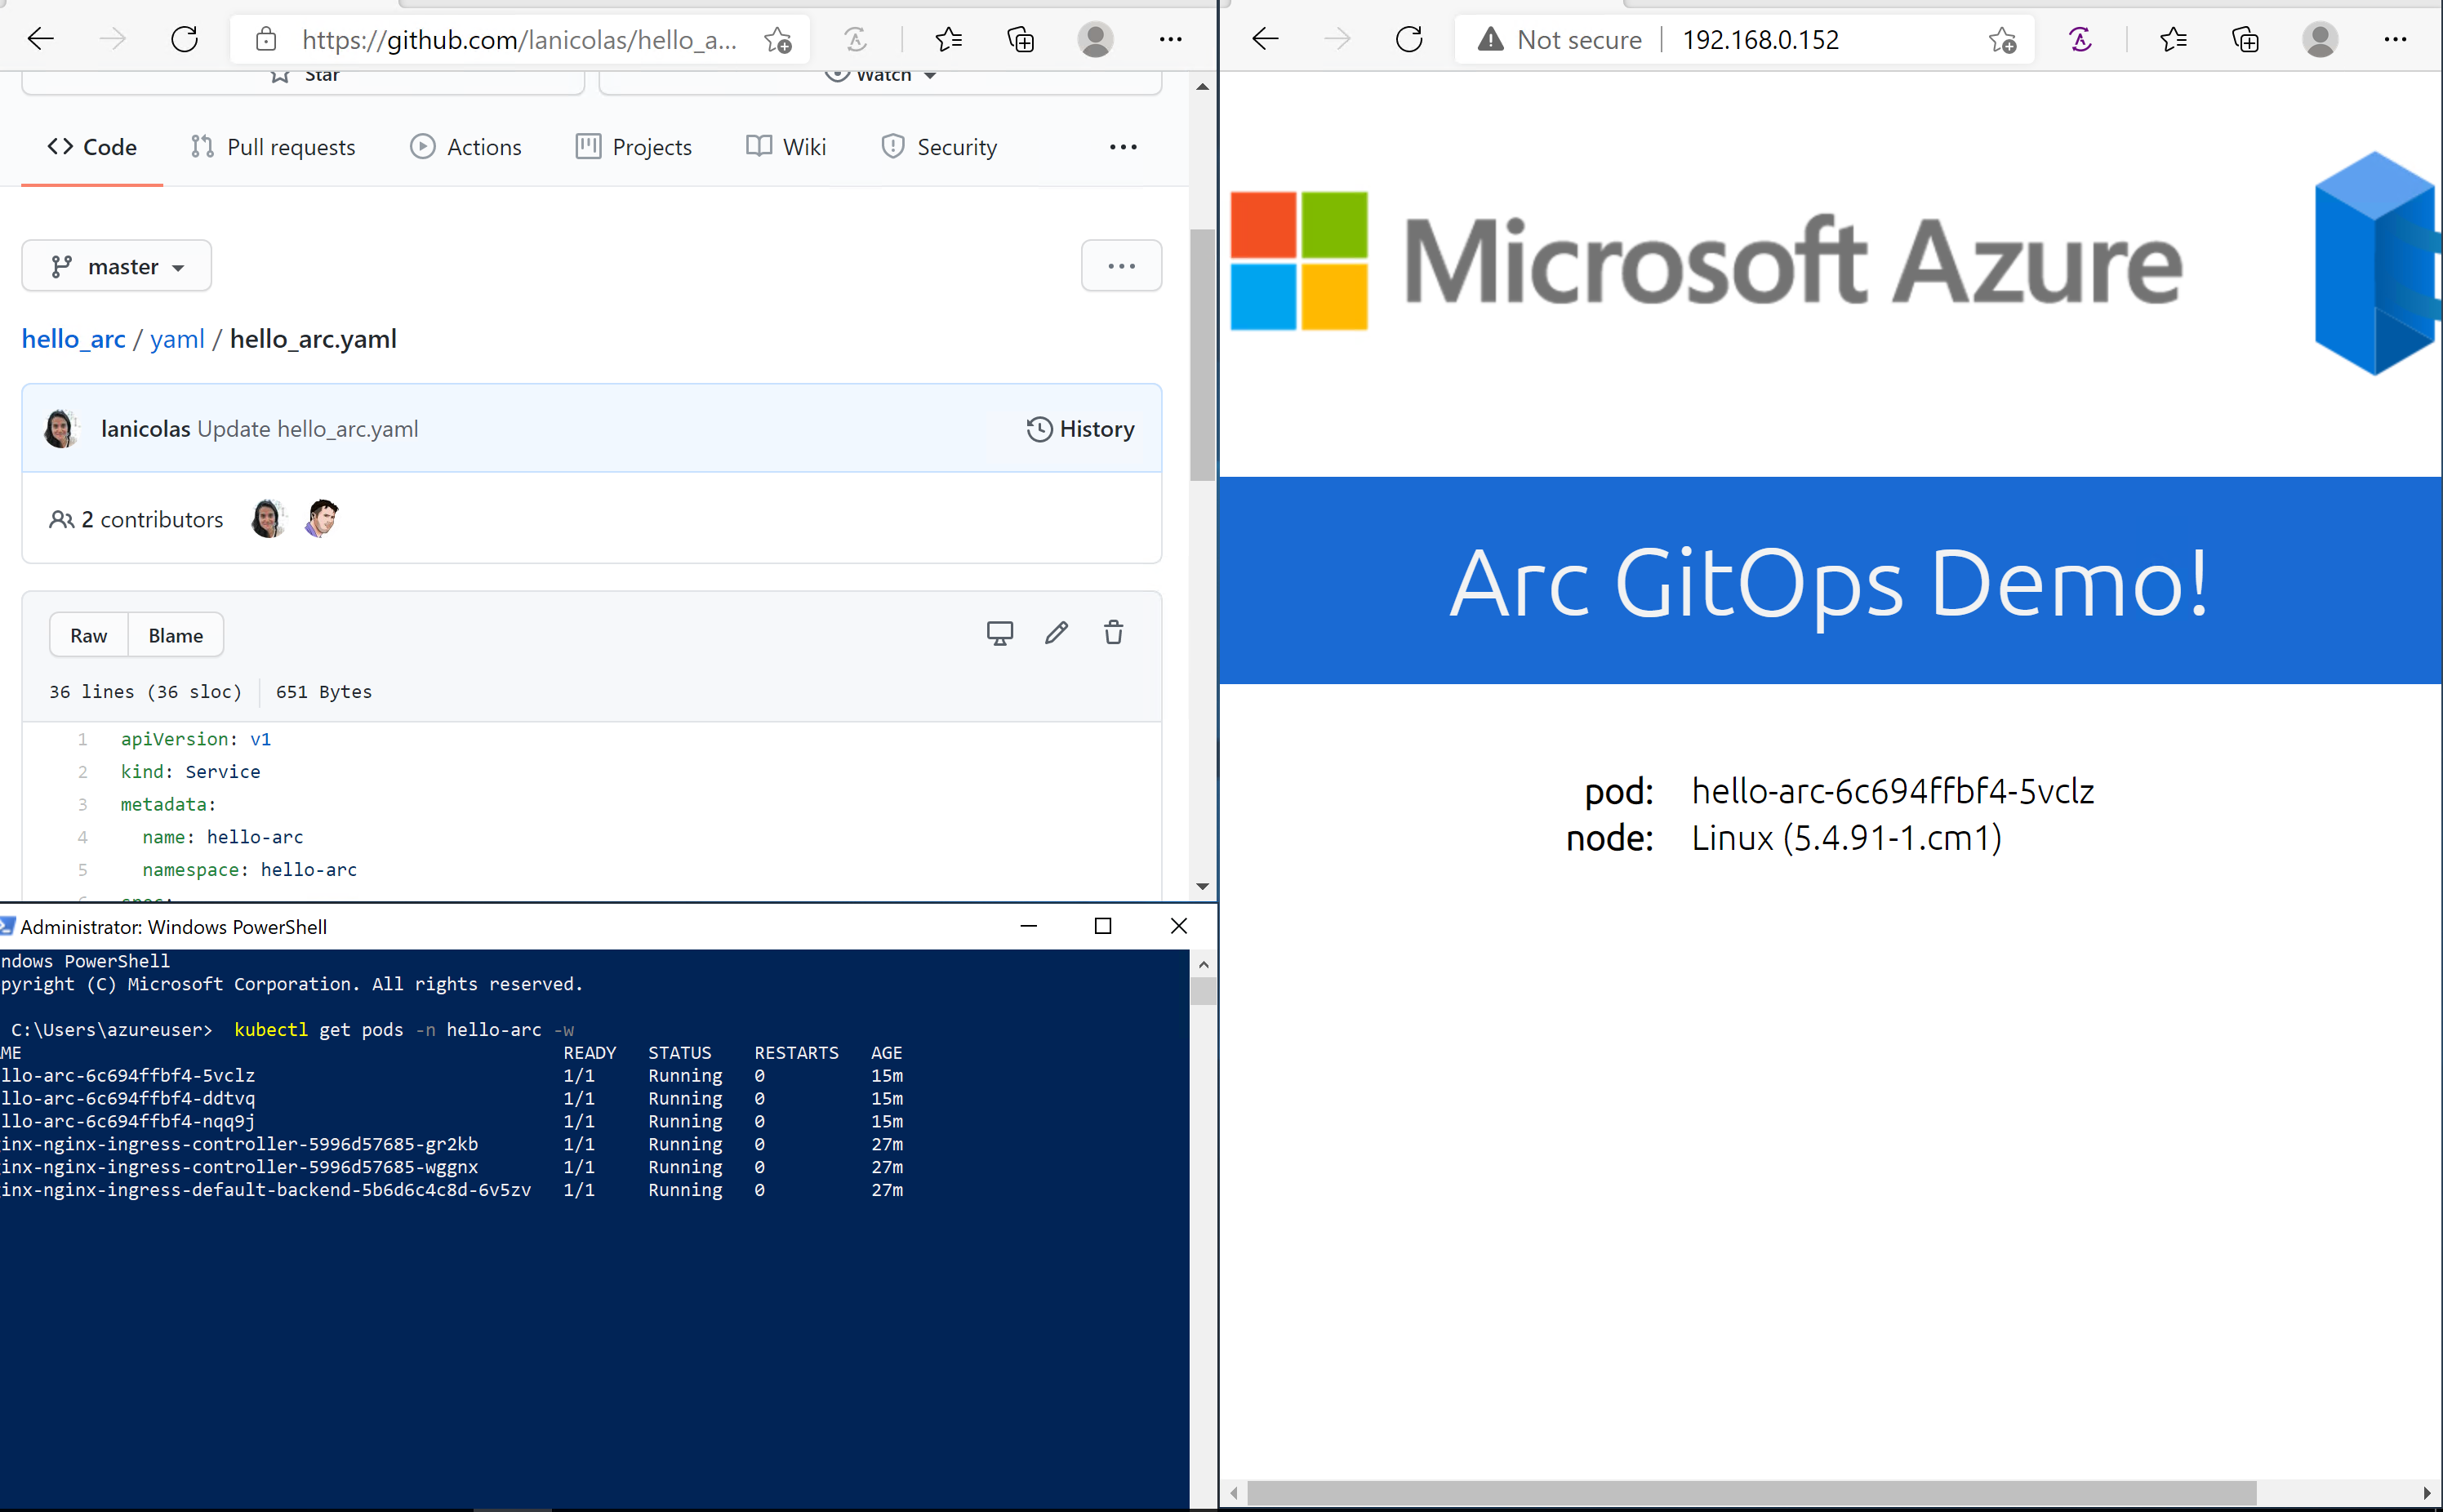 https://github.com/lanicolas/hello_a...
Star
Watch
Code
Pull requests
Actions
Projects
Wiki
Security
master
hello_arc / yaml / hello_arc.yaml
lanicolas Update hello_arc.yaml
History
2 contributors
Raw
Blame
36 lines (36 sloc)
651 Bytes
1 apiVersion: v1
2 kind: Service
3 metadata:
4 name: hello-arc
5 namespace: hello-arc
Administrator: Windows PowerShell
ndows PowerShell
pyright (C) Microsoft Corporation. All rights reserved.
C:\Users\azureuser> kubectl get pods -n hello-arc -w
ME READY STATUS RESTARTS AGE
llo-arc-6c694ffbf4-5vclz 1/1 Running 0 15m
llo-arc-6c694ffbf4-ddtvq 1/1 Running 0 15m
llo-arc-6c694ffbf4-nqq9j 1/1 Running 0 15m
inx-nginx-ingress-controller-5996d57685-gr2kb 1/1 Running 0 27m
inx-nginx-ingress-controller-5996d57685-wggnx 1/1 Running 0 27m
inx-nginx-ingress-default-backend-5b6d6c4c8d-6v5zv 1/1 Running 0 27m
Not secure
192.168.0.152
Microsoft Azure
Arc GitOps Demo!
pod: hello-arc-6c694ffbf4-5vclz
node: Linux (5.4.91-1.cm1)